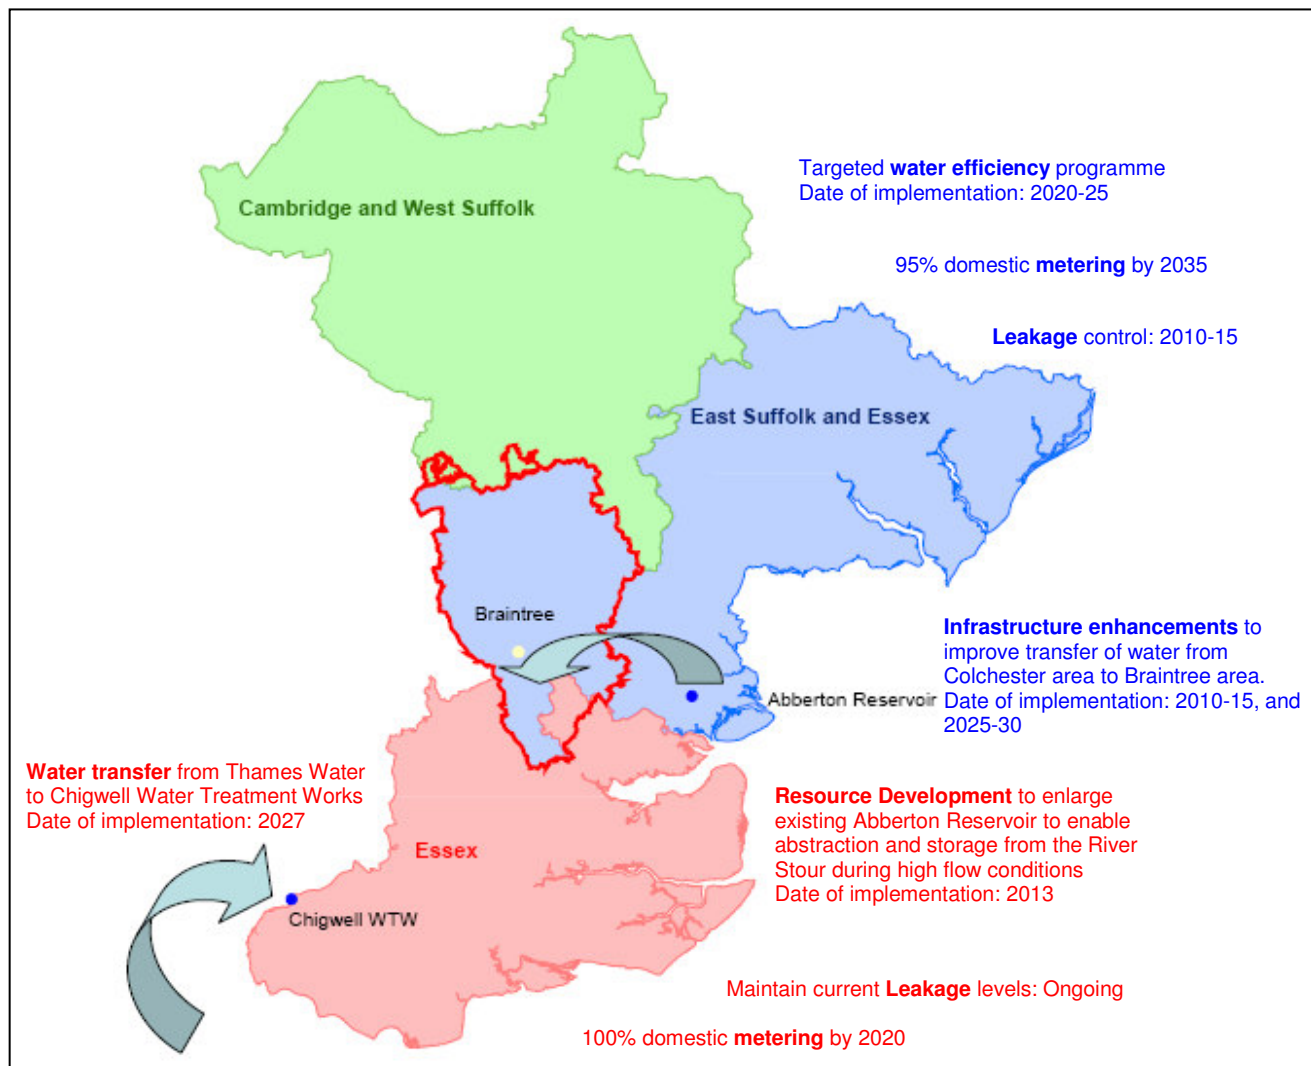 Cambridge and West Suffolk
Targeted water efficiency programme
Date of implementation: 2020-25
95% domestic metering by 2035
Leakage control: 2010-15
East Suffolk and Essex
Braintree
Infrastructure enhancements to
improve transfer of water from
Colchester area to Braintree area.
Date of implementation: 2010-15, and
2025-30
Abberton Reservoir
Water transfer from Thames Water
to Chigwell Water Treatment Works
Date of implementation: 2027
Resource Development to enlarge
existing Abberton Reservoir to enable
abstraction and storage from the River
Stour during high flow conditions
Date of implementation: 2013
Essex
Chigwell WTW
Maintain current Leakage levels: Ongoing
100% domestic metering by 2020